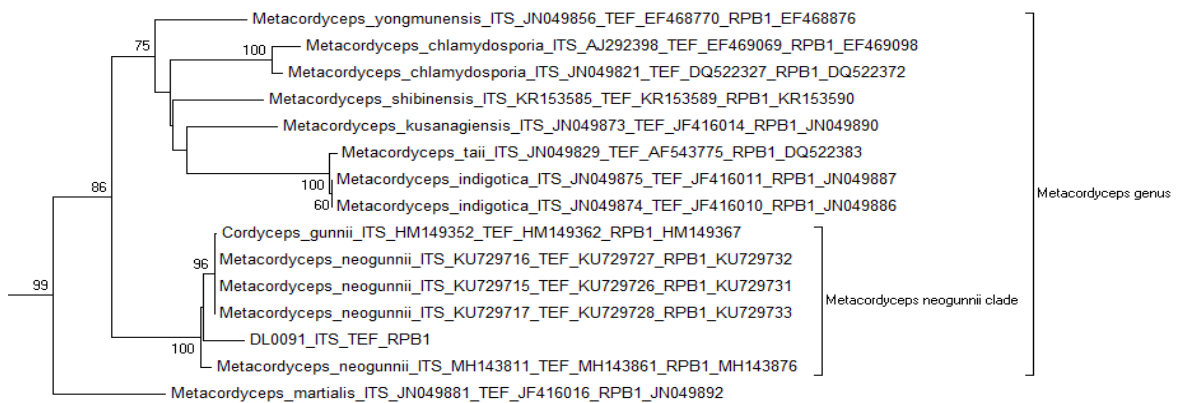 Metacordyceps_yongmunensis_ITS_JN049856_TEF_EF468770_RPB1_EF468876
75
Metacordyceps_chlamydosporia_ITS_AJ292398_TEF_EF469069_RPB1_EF469098
100
Metacordyceps_chlamydosporia_ITS_JN049821_TEF_DQ522327_RPB1_DQ522372
Metacordyceps_shibinensis_ITS_KR153585_TEF_KR153589_RPB1_KR153590
Metacordyceps_kusanagiensis_ITS_JN049873_TEF_JF416014_RPB1_JN049890
Metacordyceps_taii_ITS_JN049829_TEF_AF543775_RPB1_DQ522383
100
Metacordyceps_indigotica_ITS_JN049875_TEF_JF416011_RPB1_JN049887
86
Metacordyceps genus
60
Metacordyceps_indigotica_ITS_JN049874_TEF_JF416010_RPB1_JN049886
Cordyceps_gunnii_ITS_HM149352_TEF_HM149362_RPB1_HM149367
96
Metacordyceps_neogunnii_ITS_KU729716_TEF_KU729727_RPB1_KU729732
Metacordyceps_neogunnii_ITS_KU729715_TEF_KU729726_RPB1_KU729731
99
Metacordyceps neogunnii clade
Metacordyceps_neogunnii_ITS_KU729717_TEF_KU729728_RPB1_KU729733
DL0091_ITS_TEF_RPB1
100
Metacordyceps_neogunnii_ITS_MH143811_TEF_MH143861_RPB1_MH143876
Metacordyceps_martialis_ITS_JN049881_TEF_JF416016_RPB1_JN049892